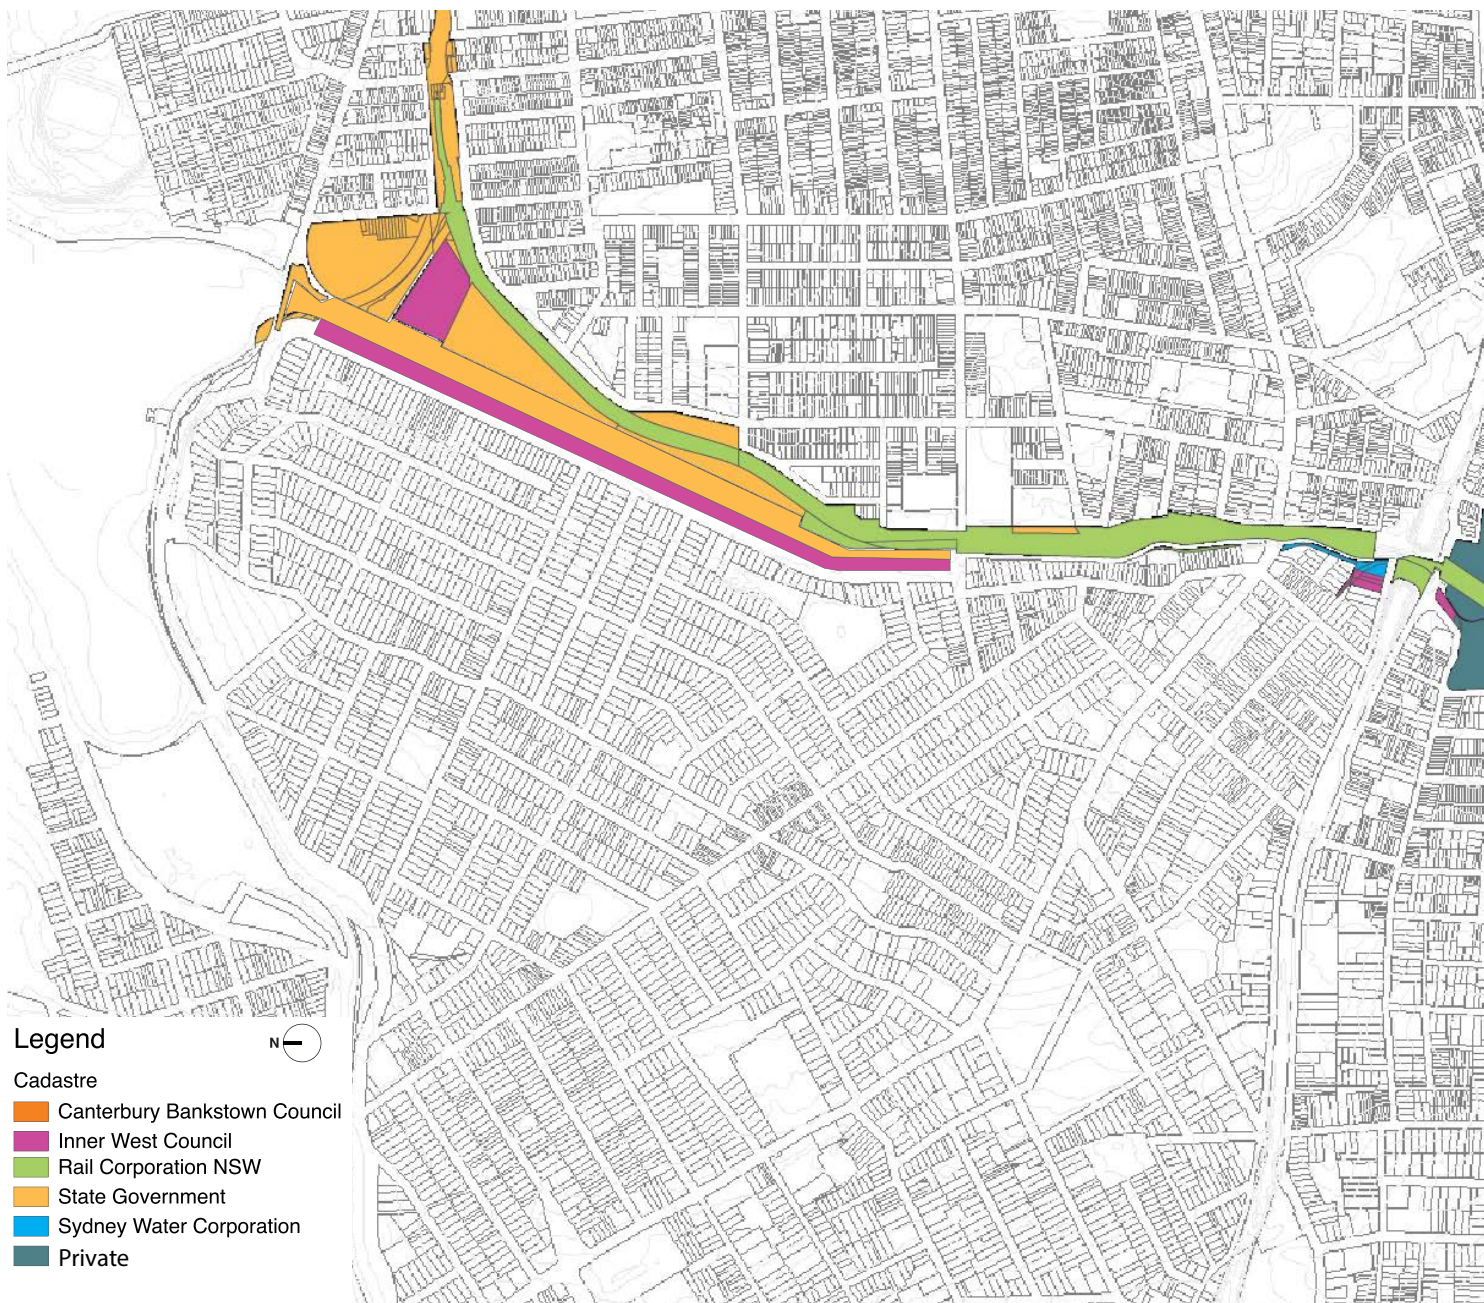 Legend
N
Cadastre
Canterbury Bankstown Council
Inner West Council
Rail Corporation NSW
State Government
Sydney Water Corporation
Private